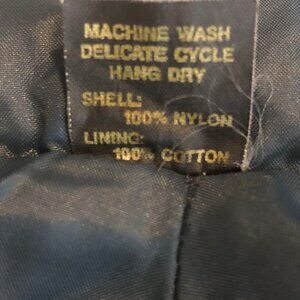 MACHINE WASH
DELICATE CYCLE
HANG DRY
SHELL:
100% NYLON
LINING:
100% COTTON